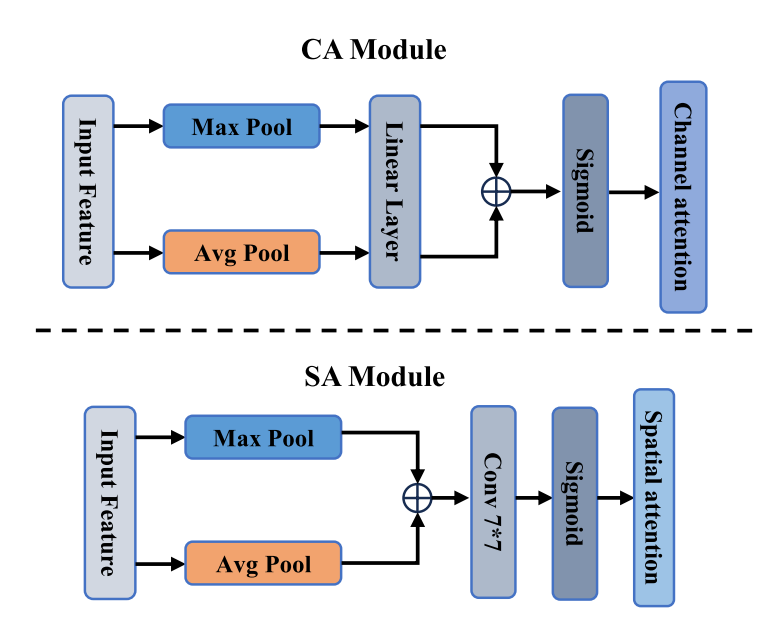 CA Module
Input Feature
Max Pool
Avg Pool
Linear Layer
Sigmoid
Channel attention
SA Module
Input Feature
Max Pool
Avg Pool
Conv 7*7
Sigmoid
Spatial attention